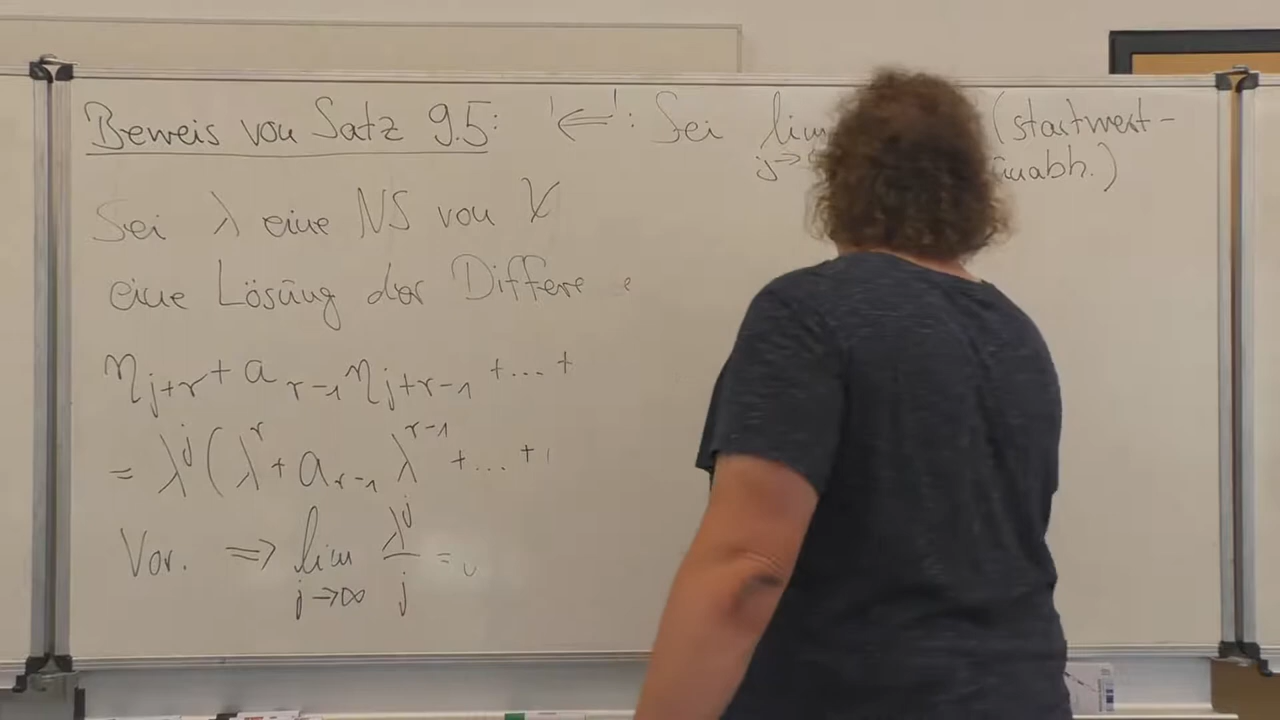 Beweis von Satz 9.5: '⇐': Sei lim (startwert-
j→ unabh.)
Sei λ eine NS von χ
eine Lösung der Differe
η_{j+r} + a_{r-1} η_{j+r-1} + ... +
= λ^j (λ^r + a_{r-1} λ^{r-1} + ... +
Vor. ⇒ lim_{j→∞} λ^j / j =